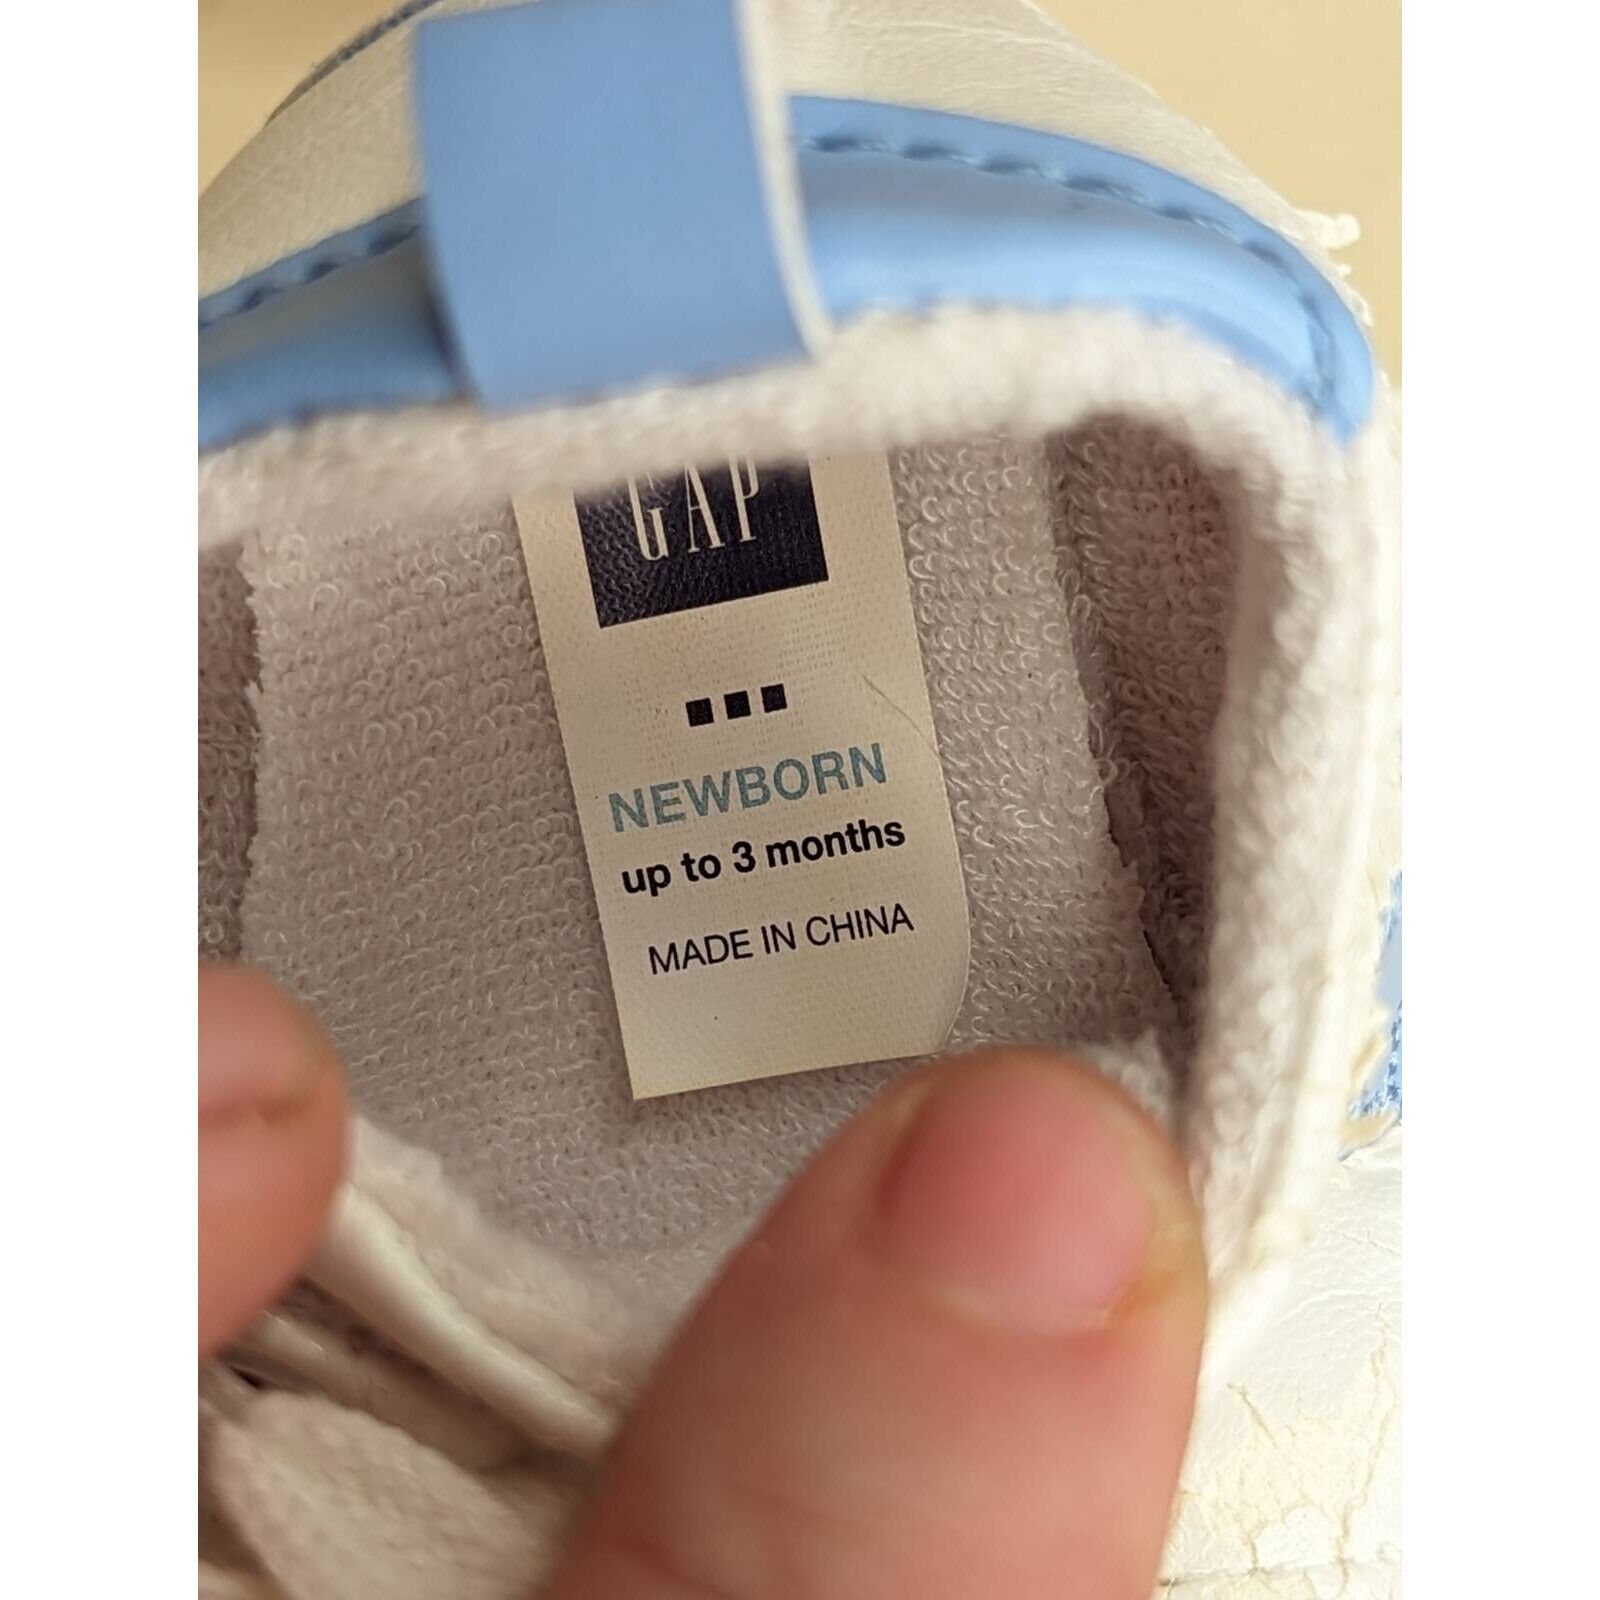 GAP
NEWBORN
up to 3 months
MADE IN CHINA